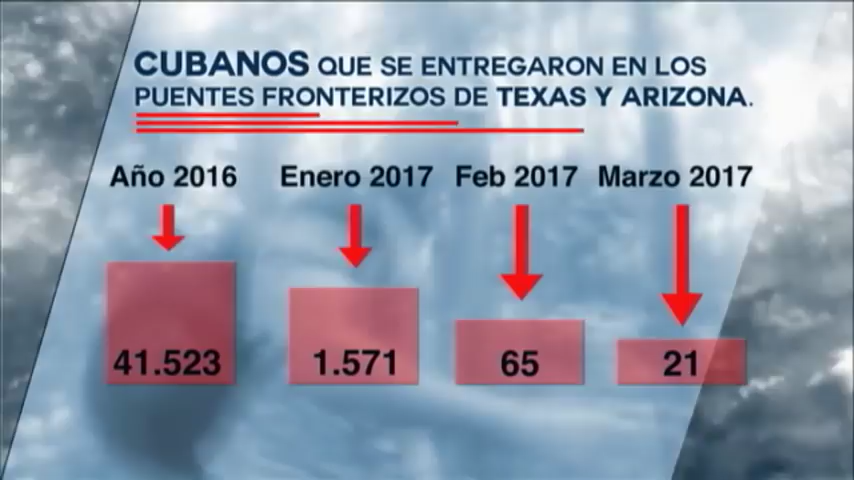 CUBANOS QUE SE ENTREGARON EN LOS
PUENTES FRONTERIZOS DE TEXAS Y ARIZONA.
Año 2016 Enero 2017 Feb 2017 Marzo 2017
41.523 1.571 65 21